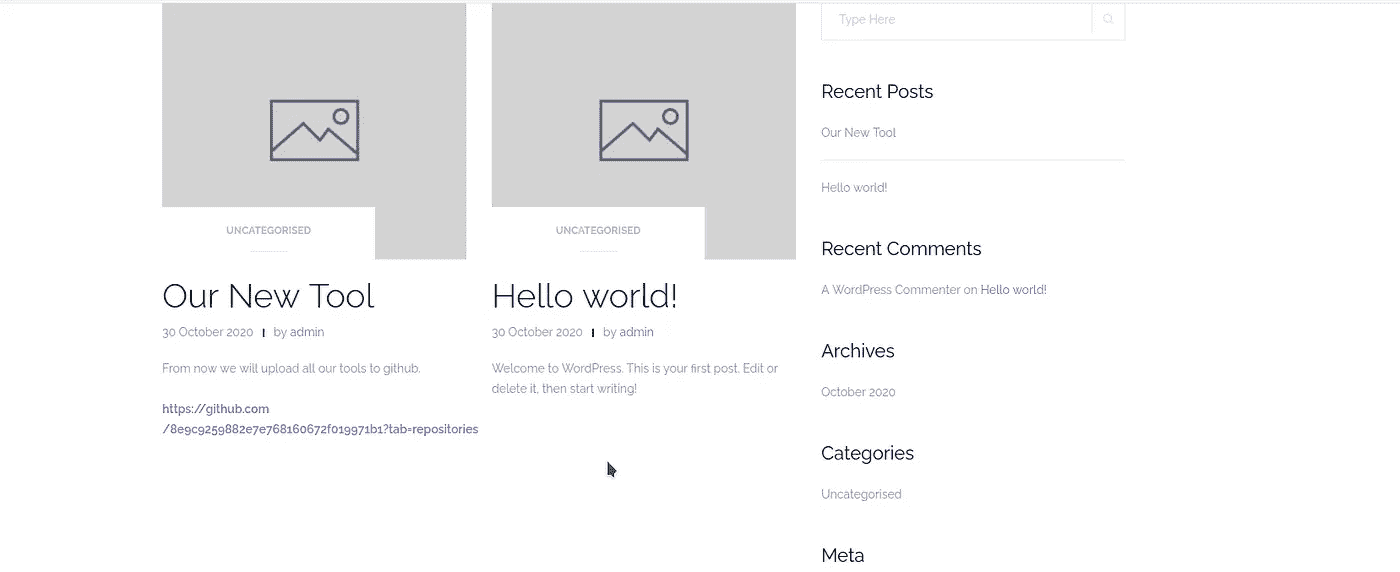 UNCATEGORISED
Our New Tool
30 October 2020 | by admin
From now we will upload all our tools to github.
https://github.com
/8e9c9259882e7e768160672f019971b1?tab=repositories
UNCATEGORISED
Hello world!
30 October 2020 | by admin
Welcome to WordPress. This is your first post. Edit or
delete it, then start writing!
Type Here
Recent Posts
Our New Tool
Hello world!
Recent Comments
A WordPress Commenter on Hello world!
Archives
October 2020
Categories
Uncategorised
Meta